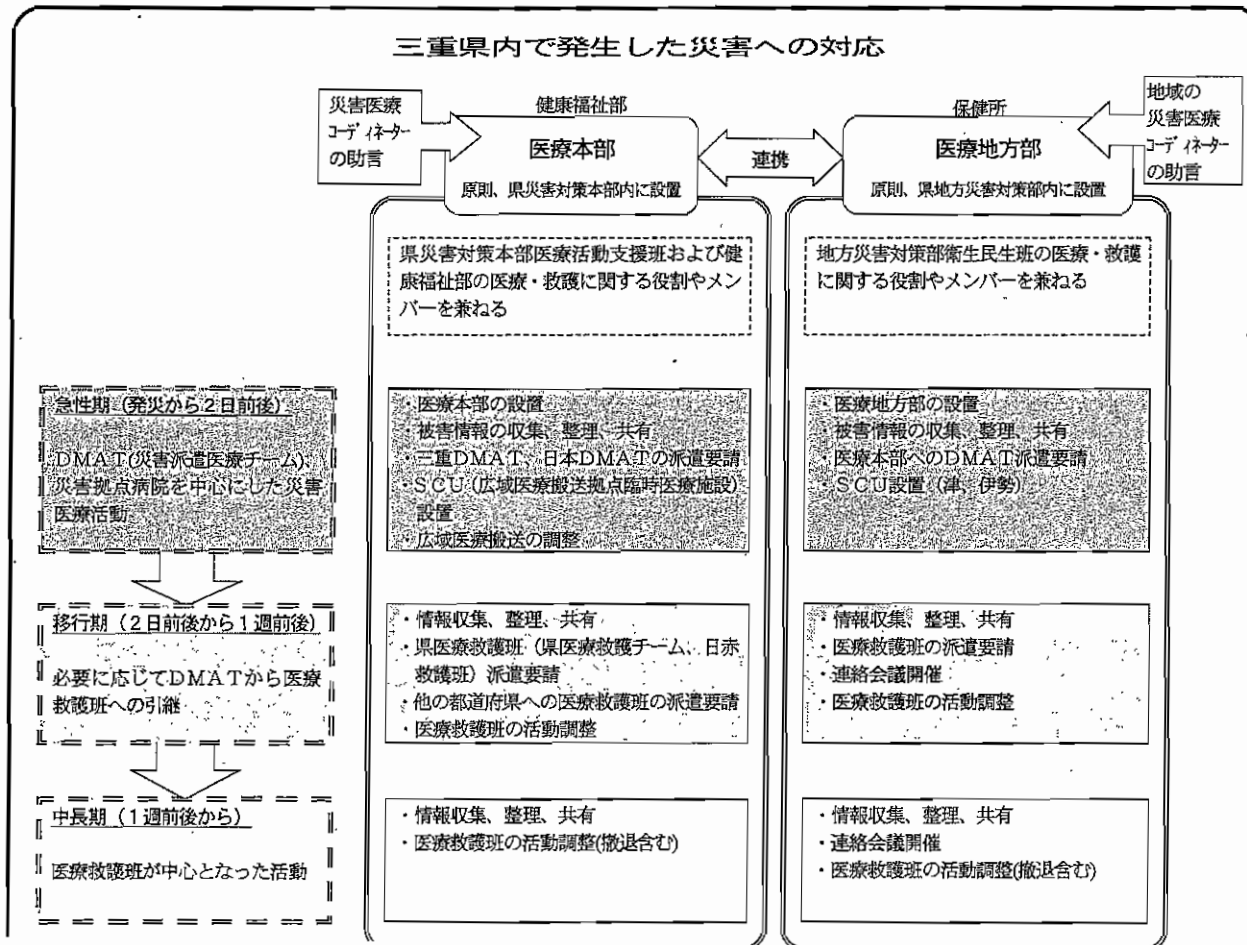 三重県内で発生した災害への対応
災害医療
コーディネーター
の助言
健康福祉部
医療本部
原則、県災害対策本部内に設置
連携
保健所
医療地方部
原則、県地方災害対策部内に設置
地域の
災害医療
コーディネーター
の助言
県災害対策本部医療活動支援班および健
康福祉部の医療・救護に関する役割やメン
バーを兼ねる
地方災害対策部衛生民生班の医療・救護
に関する役割やメンバーを兼ねる
急性期(発災から2日前後)
DMAT(災害派遣医療チーム)、
災害拠点病院を中心にした災害
医療活動
・医療本部の設置
・被害情報の収集、整理、共有
・三重DMAT、日本DMATの派遣要請
・SCU(広域医療搬送拠点臨時医療施設)
設置
・広域医療搬送の調整
・医療地方部の設置
・被害情報の収集、整理、共有
・医療本部へのDMAT派遣要請
・SCU設置(津、伊勢)
移行期(2日前後から1週前後)
必要に応じてDMATから医療
救護班への引継
・情報収集、整理、共有
・県医療救護班(県医療救護チーム、日赤
救護班)派遣要請
・他の都道府県への医療救護班の派遣要請
・医療救護班の活動調整
・情報収集、整理、共有
・医療救護班の派遣要請
・連絡会議開催
・医療救護班の活動調整
中長期(1週前後から)
医療救護班が中心となった活動
・情報収集、整理、共有
・医療救護班の活動調整(撤退含む)
・情報収集、整理、共有
・連絡会議開催
・医療救護班の活動調整(撤退含む)